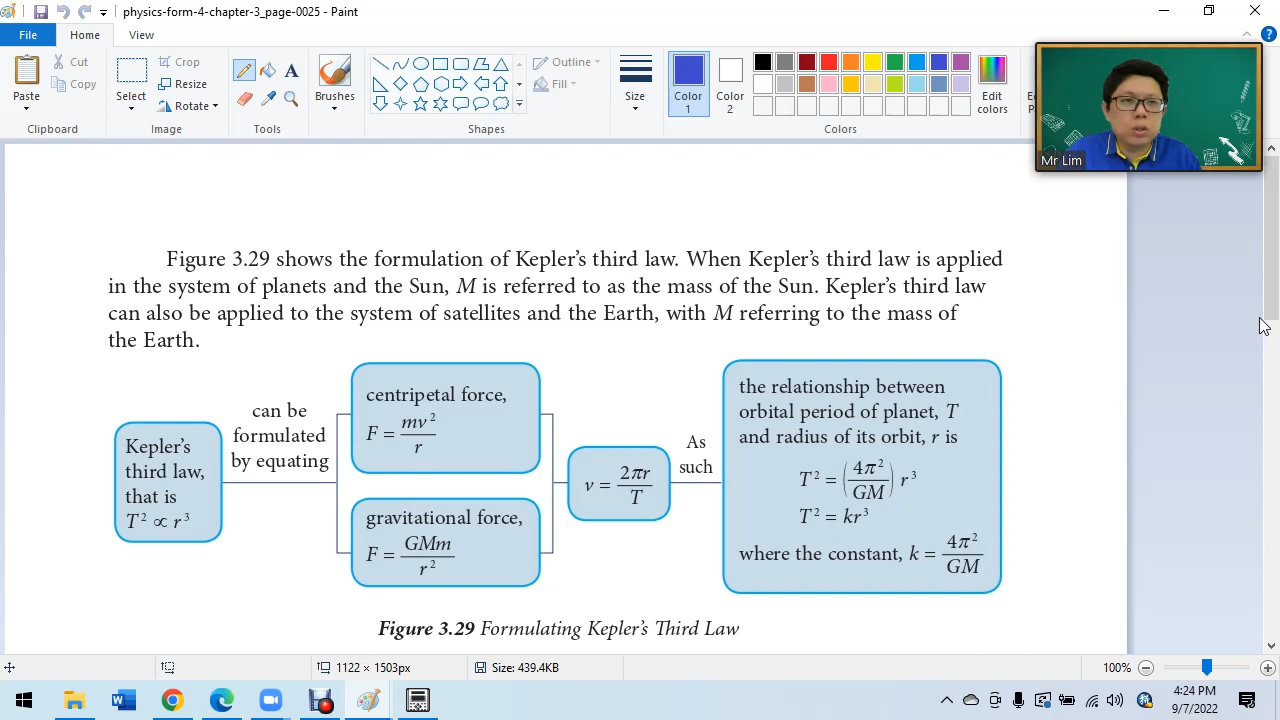 physics-form-4-chapter-3_page-0025 - Paint
File
Home
View
Paste
Cut
Copy
Clipboard
Select
Crop
Resize
Rotate
Image
A
Tools
Brushes
Outline
Fill
Shapes
Size
Color 1
Color 2
Edit colors
Colors
Mr Lim
Figure 3.29 shows the formulation of Kepler's third law. When Kepler's third law is applied
in the system of planets and the Sun, M is referred to as the mass of the Sun. Kepler's third law
can also be applied to the system of satellites and the Earth, with M referring to the mass of
the Earth.
Kepler's
third law,
that is
T² ∝ r³
can be
formulated
by equating
centripetal force,
F = mv²/r
gravitational force,
F = GMm/r²
v = 2πr/T
As
such
the relationship between
orbital period of planet, T
and radius of its orbit, r is
T² = (4π²/GM) r³
T² = kr³
where the constant, k = 4π²/GM
Figure 3.29 Formulating Kepler's Third Law
1122 × 1503px
Size: 439.4KB
100%
4:24 PM
9/7/2022